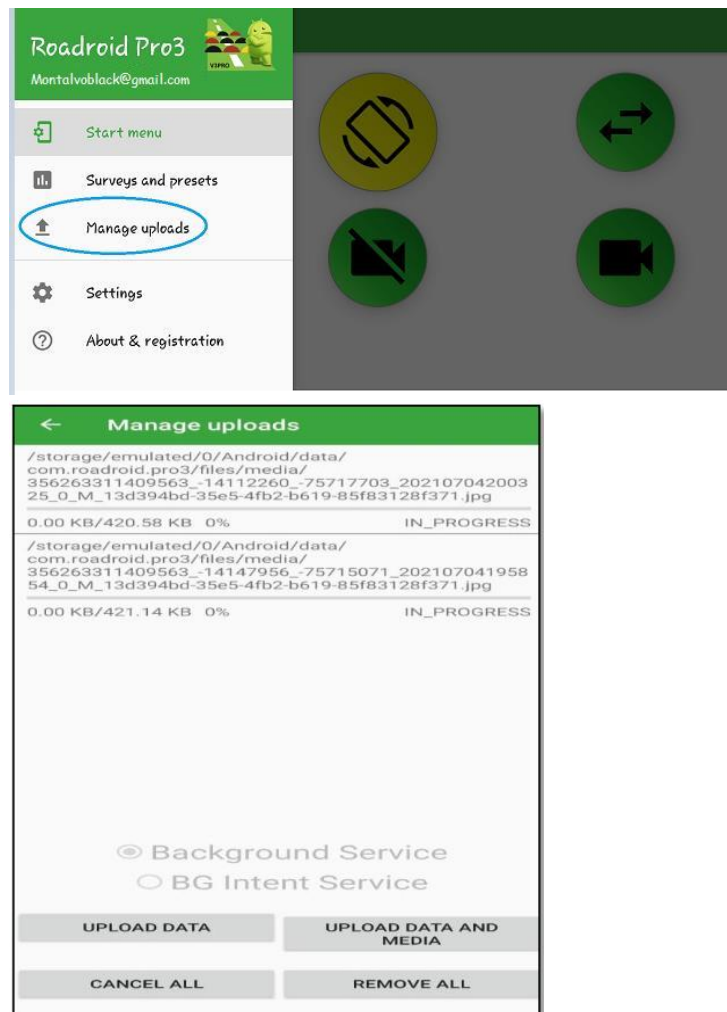 Roadroid Pro3
V3PRO
Montalvoblack@gmail.com
Start menu
Surveys and presets
Manage uploads
Settings
About & registration
Manage uploads
/storage/emulated/0/Android/data/
com.roadroid.pro3/files/media/
356263311409563_-14112260_-75717703_202107042003
25_0_M_13d394bd-35e5-4fb2-b619-85f83128f371.jpg
0.00 KB/420.58 KB 0% IN_PROGRESS
/storage/emulated/0/Android/data/
com.roadroid.pro3/files/media/
356263311409563_-14147956_-75715071_202107041958
54_0_M_13d394bd-35e5-4fb2-b619-85f83128f371.jpg
0.00 KB/421.14 KB 0% IN_PROGRESS
Background Service
BG Intent Service
UPLOAD DATA
UPLOAD DATA AND
MEDIA
CANCEL ALL
REMOVE ALL